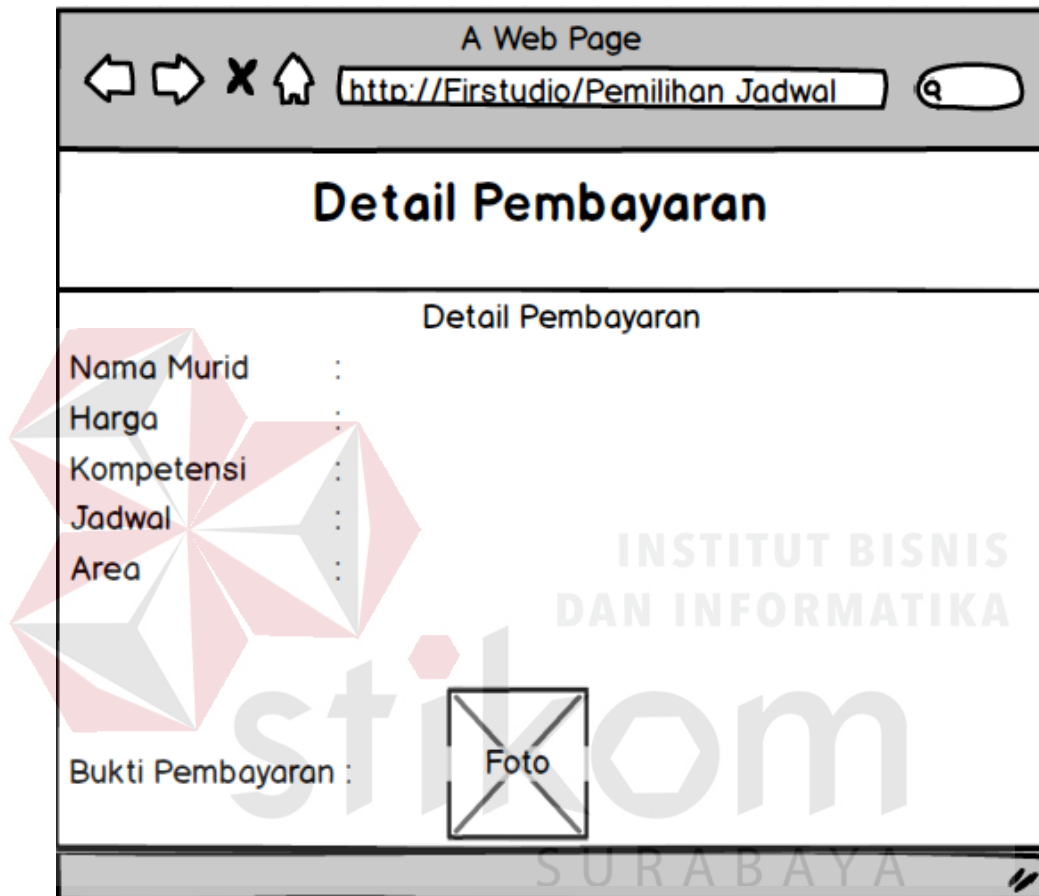 A Web Page
http://Firstudio/Pemilihan Jadwal
Detail Pembayaran
Detail Pembayaran
Nama Murid :
Harga :
Kompetensi :
Jadwal :
Area :
INSTITUT BISNIS
DAN INFORMATIKA
stikom
Bukti Pembayaran :
Foto
SURABAYA